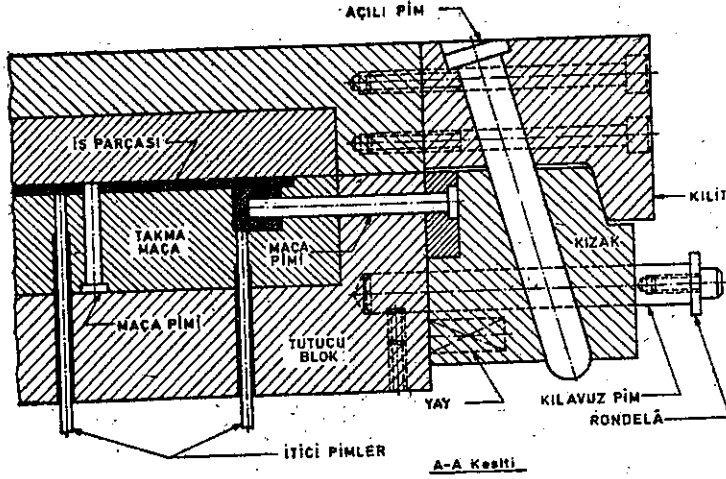 AÇILI PİM
İŞ PARÇASI
KİLİT
TAKMA
MAÇA
MAÇA
PİMİ
KIZAK
MAÇA PİMİ
TUTUCU
BLOK
YAY
KILAVUZ PİM
RONDELÂ
İTİCİ PİMLER
A-A Kesiti